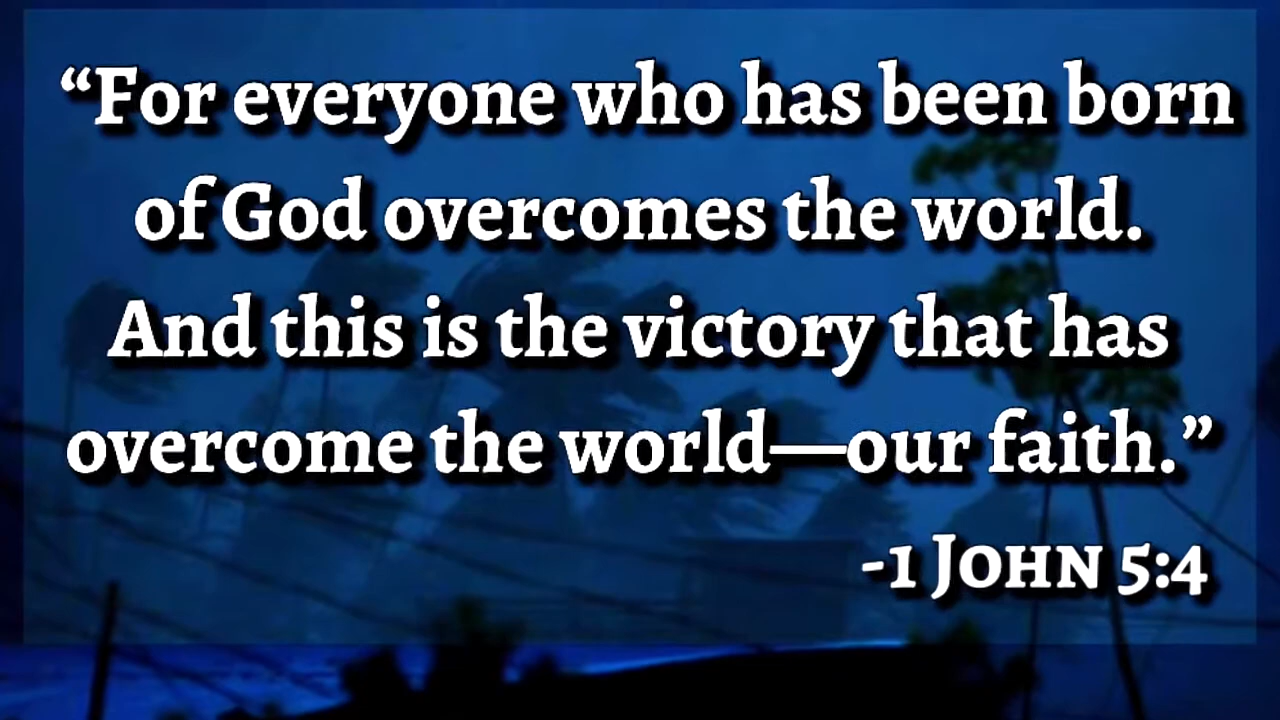 “For everyone who has been born
of God overcomes the world.
And this is the victory that has
overcome the world—our faith.”
-1 John 5:4